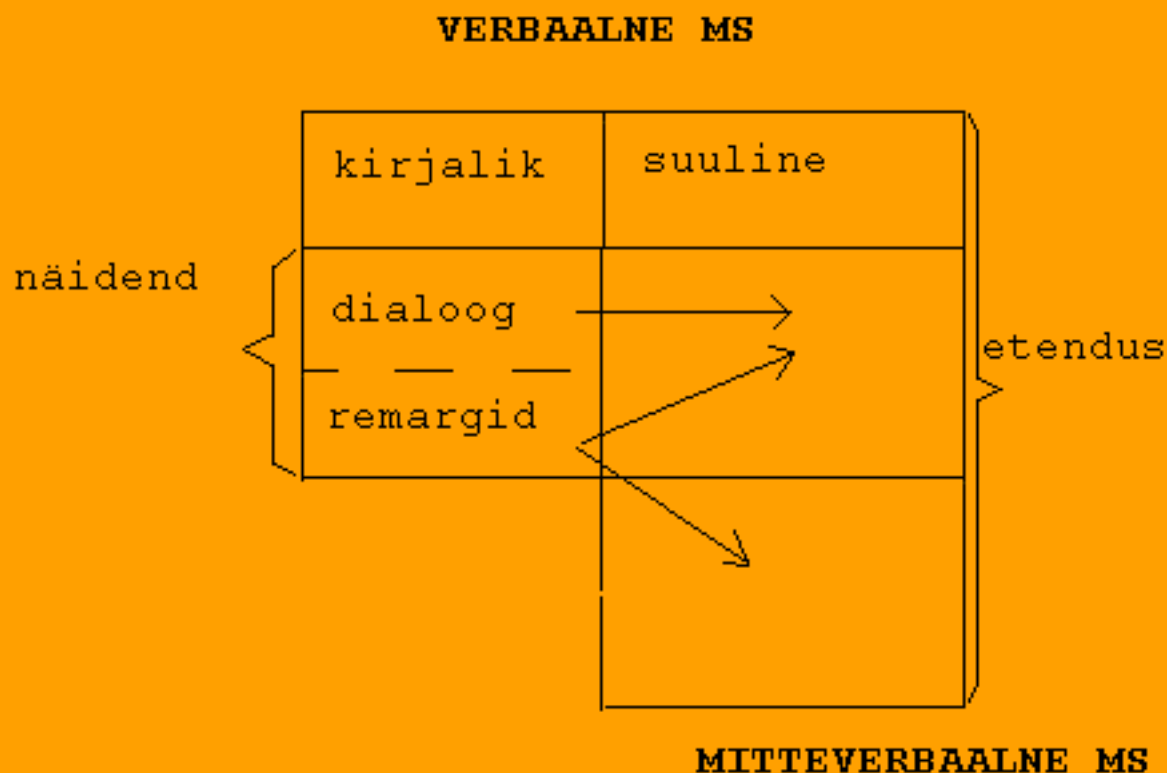 VERBAALNE MS
kirjalik
suuline
näidend
dialoog
etendus
remargid
MITTEVERBAALNE MS